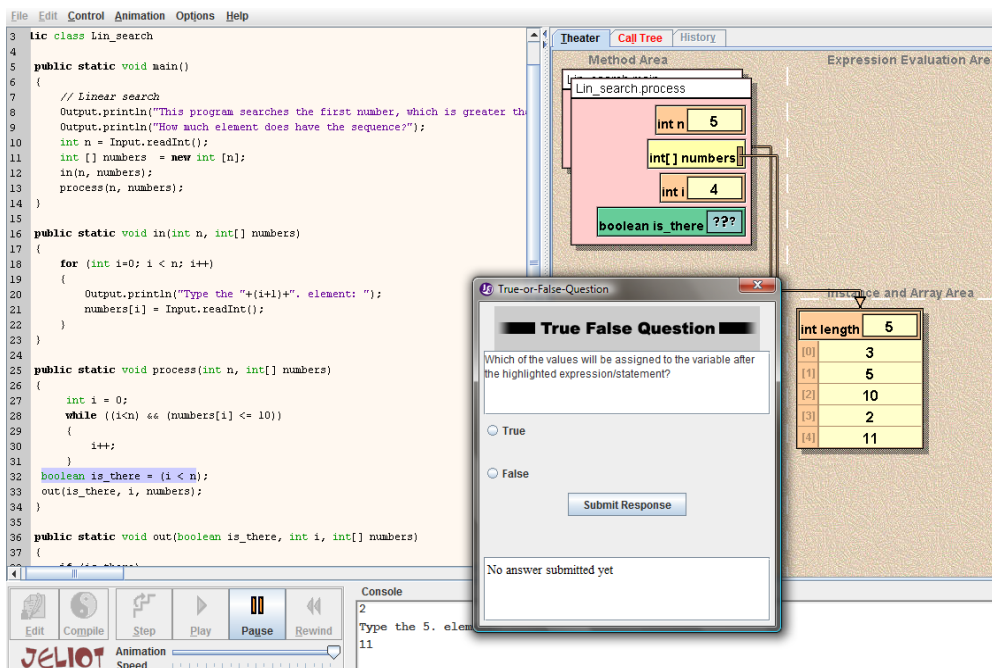 File Edit Control Animation Options Help
3 lic class Lin_search
4
5 public static void main()
6 {
7 // Linear search
8 Output.println("This program searches the first number, which is greater tha
9 Output.println("How much element does have the sequence?");
10 int n = Input.readInt();
11 int [] numbers = new int [n];
12 in(n, numbers);
13 process(n, numbers);
14 }
15
16 public static void in(int n, int[] numbers)
17 {
18 for (int i=0; i < n; i++)
19 {
20 Output.println("Type the "+(i+1)+". element: ");
21 numbers[i] = Input.readInt();
22 }
23 }
24
25 public static void process(int n, int[] numbers)
26 {
27 int i = 0;
28 while ((i<n) && (numbers[i] <= 10))
29 {
30 i++;
31 }
32 boolean is_there = (i < n);
33 out(is_there, i, numbers);
34 }
35
36 public static void out(boolean is_there, int i, int[] numbers)
37 {
Theater Call Tree History
Method Area
Expression Evaluation Area
Lin_search.process
int n 5
int[] numbers
int i 4
boolean is_there ???
Instance and Array Area
int length 5
[0] 3
[1] 5
[2] 10
[3] 2
[4] 11
True-or-False-Question
True False Question
Which of the values will be assigned to the variable after
the highlighted expression/statement?
True
False
Submit Response
No answer submitted yet
Edit Compile Step Play Pause Rewind
JELIOT
Animation
Speed
Console
2
Type the 5. elem
11